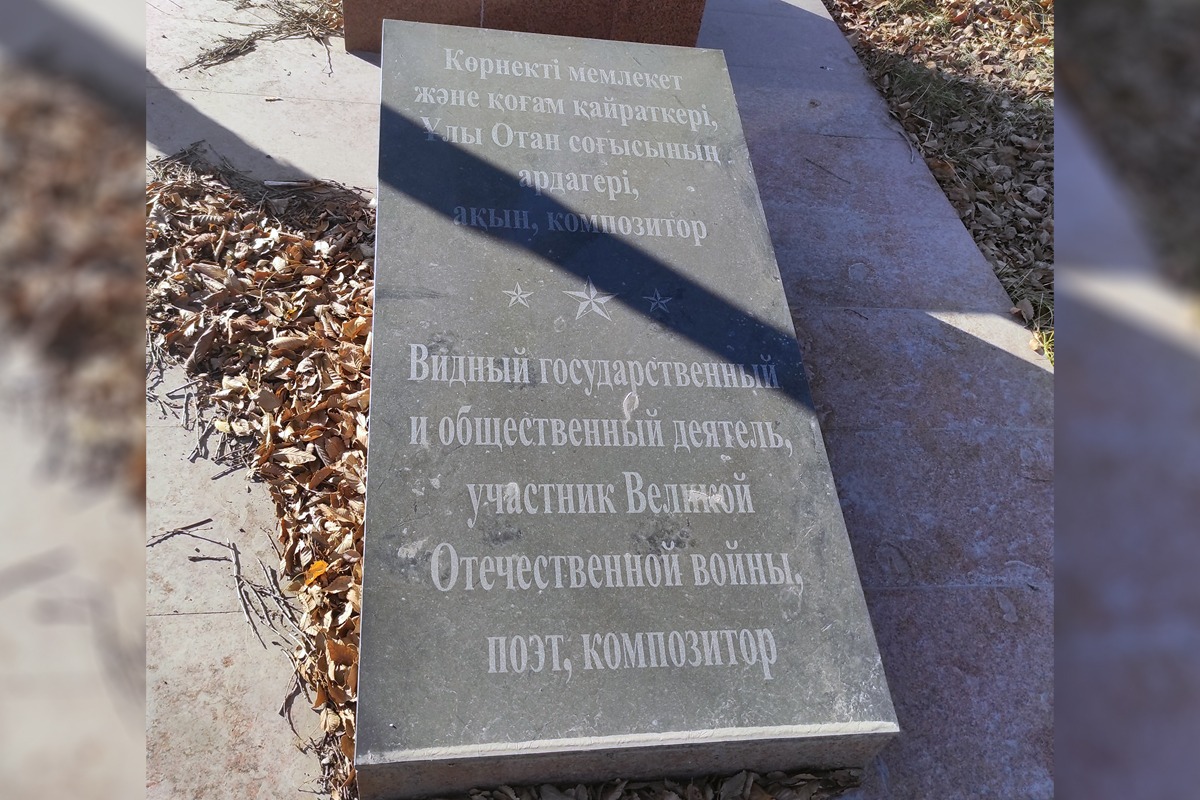 Көрнекті мемлекет
және қоғам қайраткері,
Ұлы Отан соғысының
ардагері,
ақын, композитор
Видный государственный
и общественный деятель,
участник Великой
Отечественной войны,
поэт, композитор